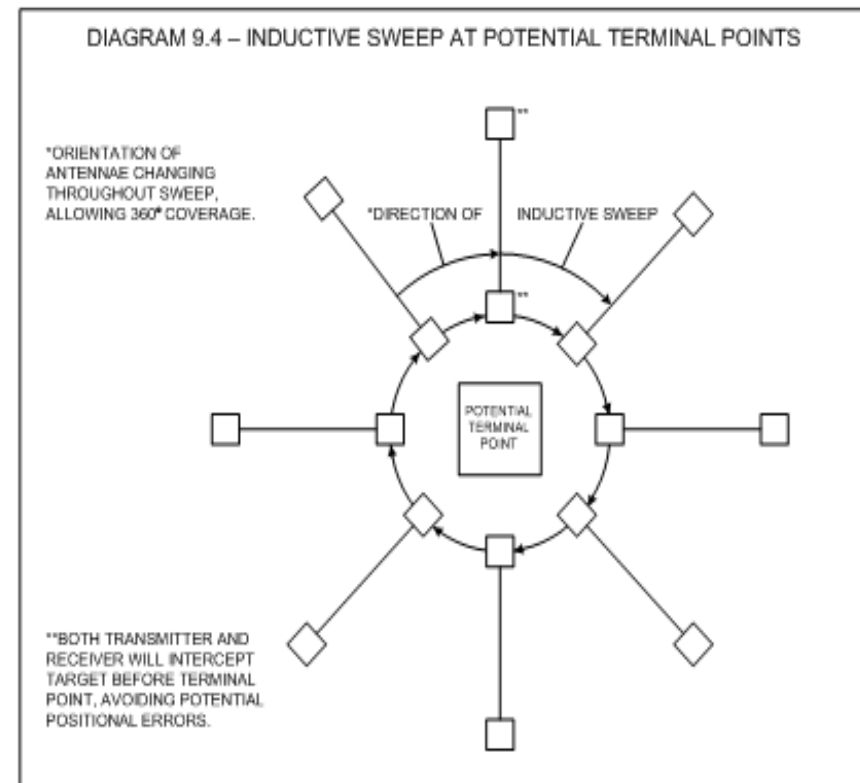 DIAGRAM 9.4 – INDUCTIVE SWEEP AT POTENTIAL TERMINAL POINTS
**
*ORIENTATION OF
ANTENNAE CHANGING
THROUGHOUT SWEEP,
ALLOWING 360° COVERAGE.
*DIRECTION OF INDUCTIVE SWEEP
**
POTENTIAL
TERMINAL
POINT
**BOTH TRANSMITTER AND
RECEIVER WILL INTERCEPT
TARGET BEFORE TERMINAL
POINT, AVOIDING POTENTIAL
POSITIONAL ERRORS.